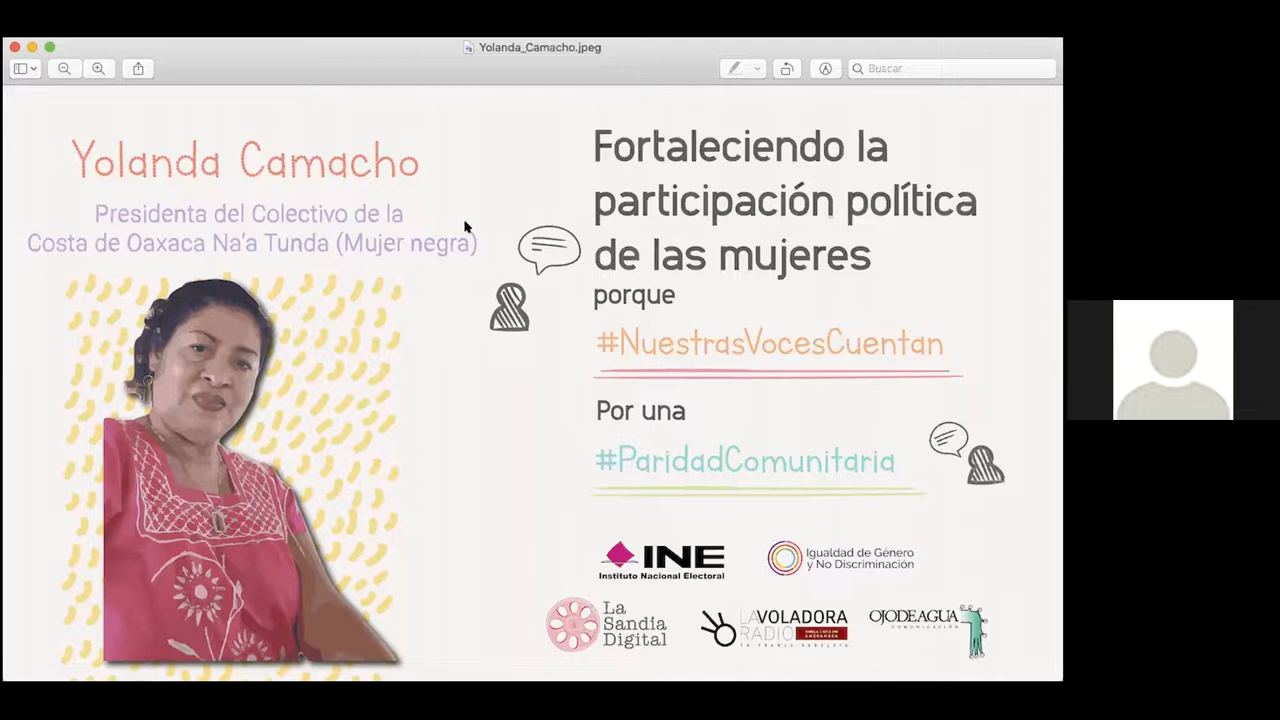 Yolanda_Camacho.jpeg
Buscar
Yolanda Camacho
Presidenta del Colectivo de la
Costa de Oaxaca Na'a Tunda (Mujer negra)
Fortaleciendo la
participación política
de las mujeres
porque
#NuestrasVocesCuentan
Por una
#ParidadComunitaria
INE
Instituto Nacional Electoral
Igualdad de Género
y No Discriminación
La
Sandia
Digital
LAVOLADORA
RADIO
OJODEAGUA
COMUNICACIÓN